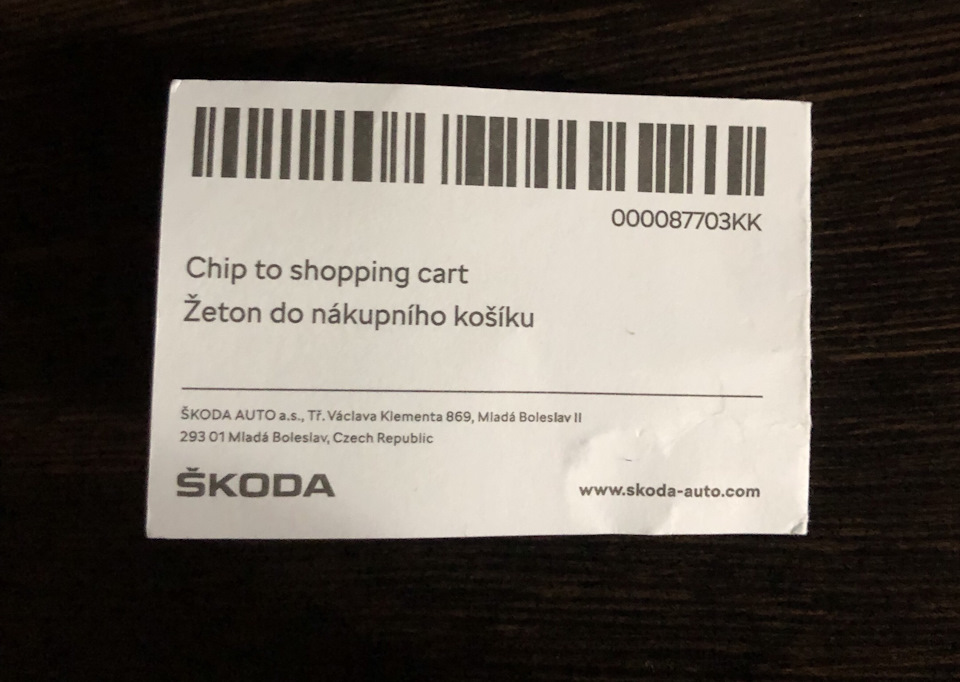 000087703KK
Chip to shopping cart
Žeton do nákupního košíku
ŠKODA AUTO a.s., Tř. Václava Klementa 869, Mladá Boleslav II
293 01 Mladá Boleslav, Czech Republic
ŠKODA
www.skoda-auto.com